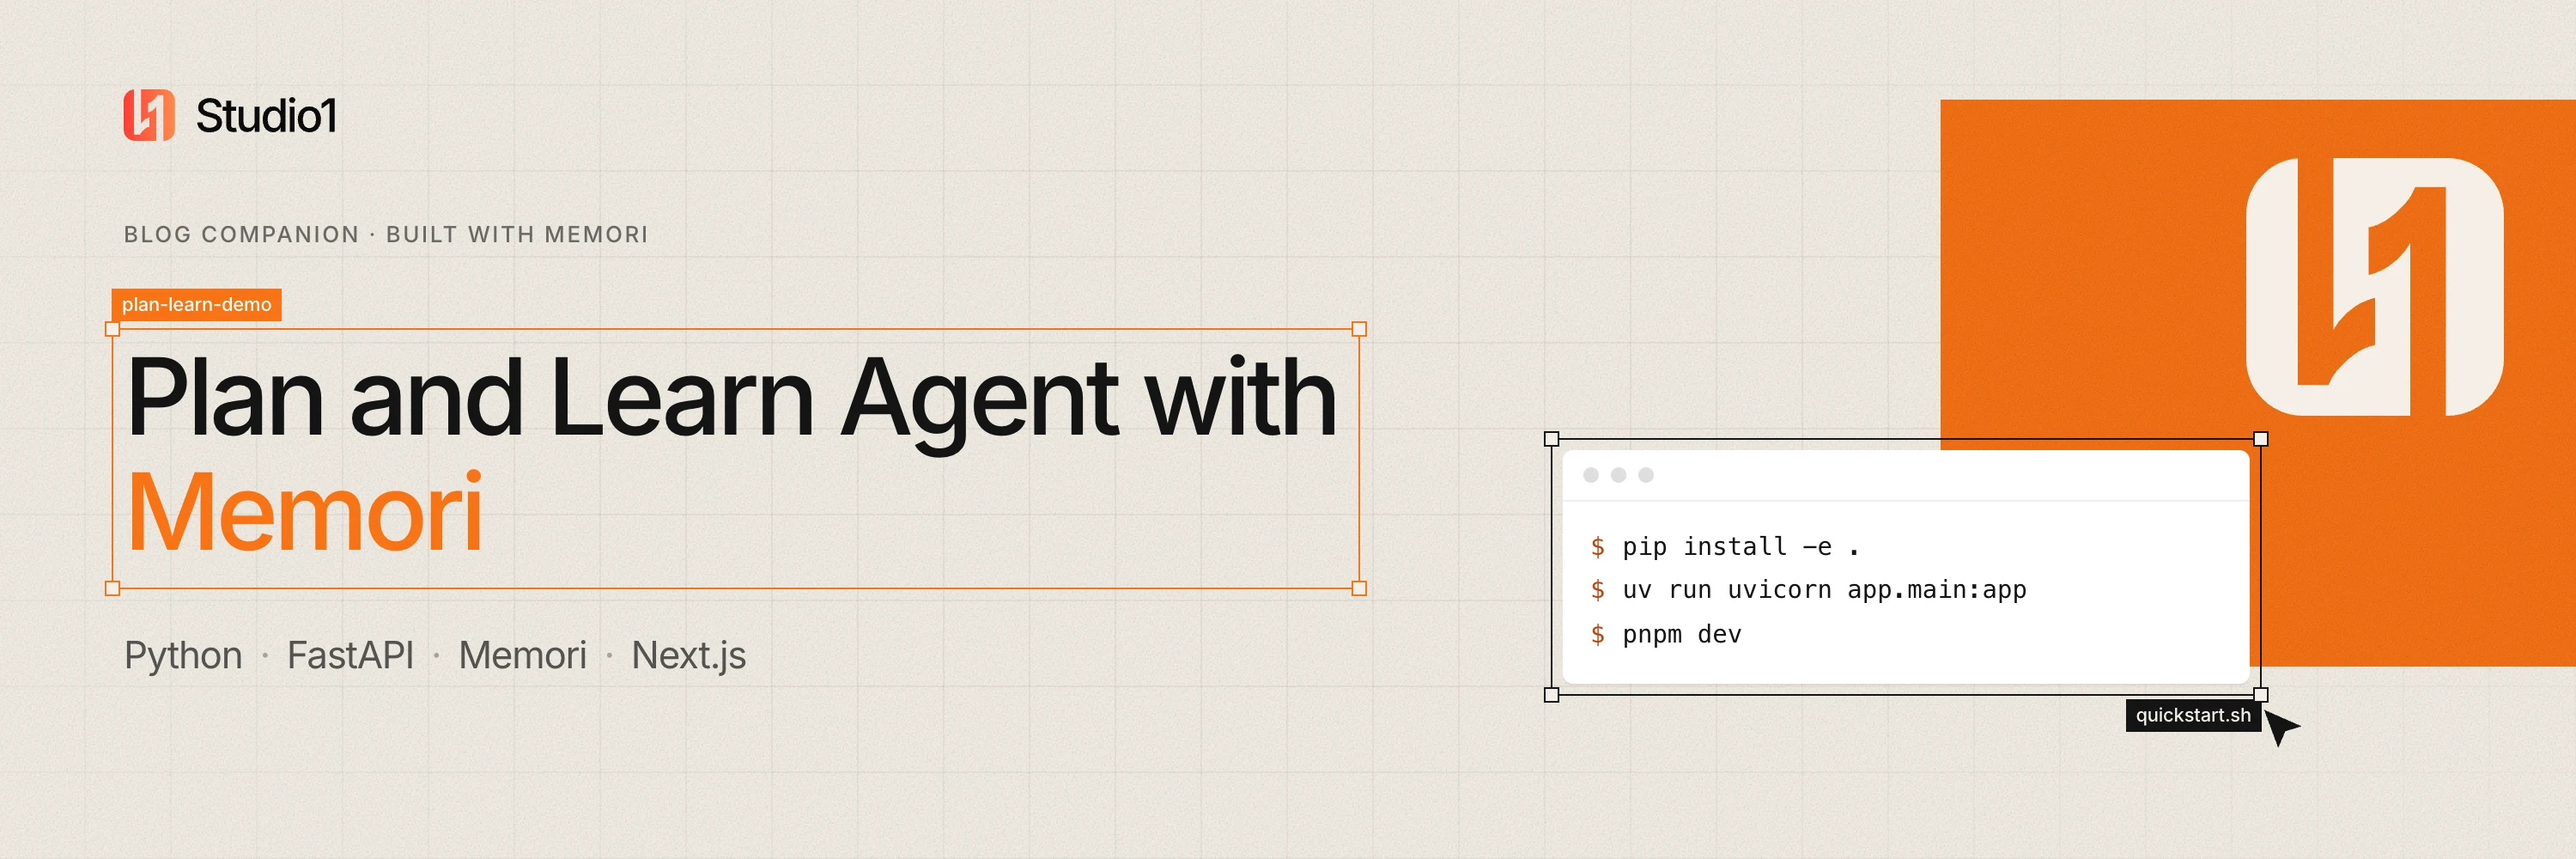 Studio1
BLOG COMPANION · BUILT WITH MEMORI
plan-learn-demo
Plan and Learn Agent with
Memori
Python · FastAPI · Memori · Next.js
$ pip install -e .
$ uv run uvicorn app.main:app
$ pnpm dev
quickstart.sh